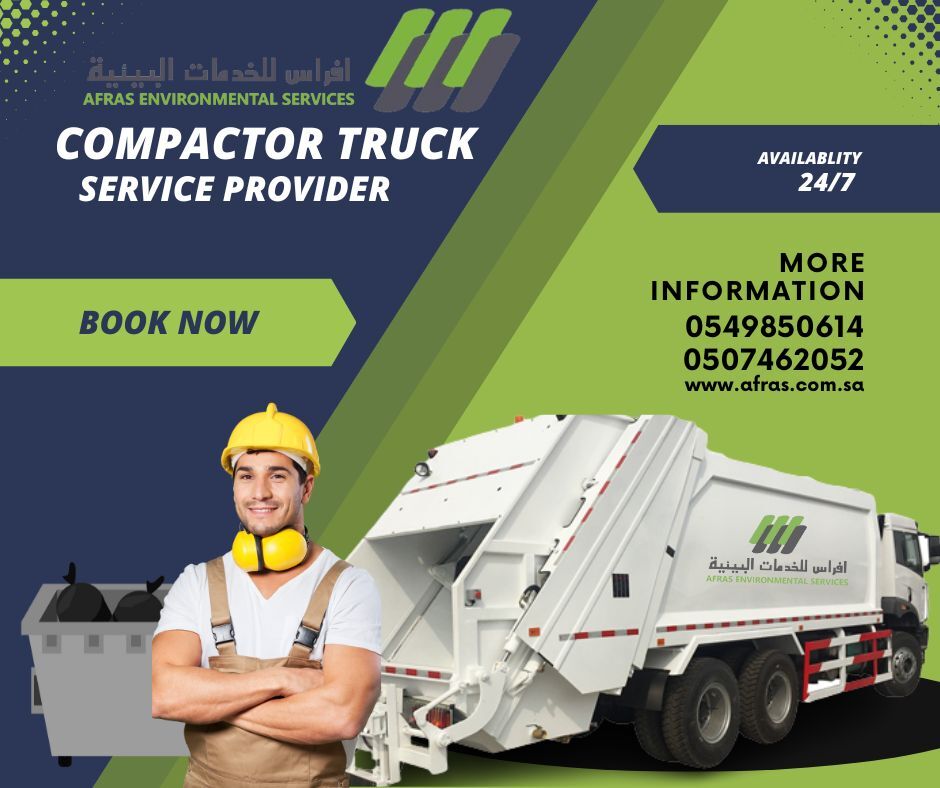 افراس للخدمات البيئية
AFRAS ENVIRONMENTAL SERVICES
COMPACTOR TRUCK
SERVICE PROVIDER
AVAILABLITY
24/7
BOOK NOW
MORE
INFORMATION
0549850614
0507462052
www.afras.com.sa
افراس للخدمات البيئية
AFRAS ENVIRONMENTAL SERVICES